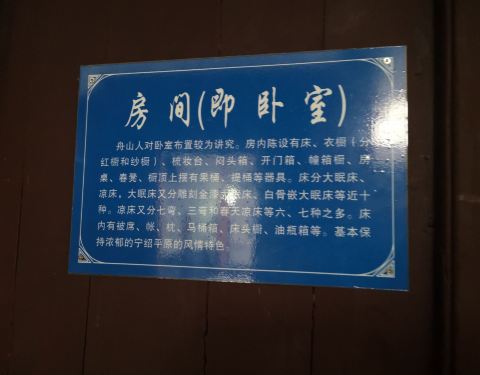 房间(即卧室)
舟山人对卧室布置较为讲究。房内陈设有床、衣橱(分
红橱和纱橱)、梳妆台、闷头箱、开门箱、幢箱橱、房
桌、春凳、橱顶上摆有果桶、提桶等器具。床分大眠床、
凉床,大眠床又分雕刻金漆大眠床、白骨嵌大眠床等近十
种。凉床又分七弯、三弯和春天凉床等六、七种之多。床
内有被席、帐、枕、马桶箱、床头橱、油瓶箱等。基本保
持浓郁的宁绍平原的风情特色。